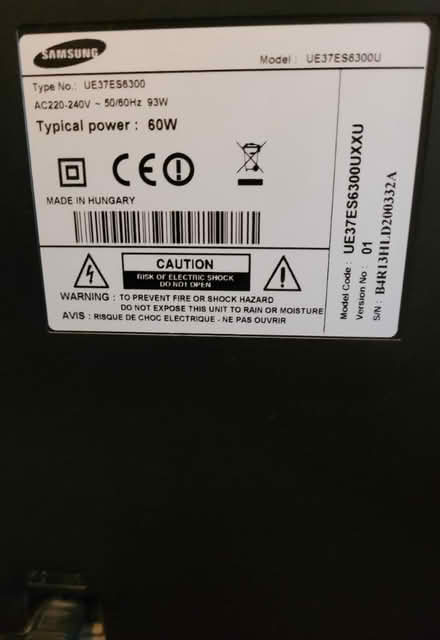 SAMSUNG
Model : UE37ES6300U
Type No.: UE37ES6300
AC220-240V ~ 50/60Hz 93W
Typical power : 60W
MADE IN HUNGARY
CAUTION
RISK OF ELECTRIC SHOCK
DO NOT OPEN
WARNING : TO PREVENT FIRE OR SHOCK HAZARD
DO NOT EXPOSE THIS UNIT TO RAIN OR MOISTURE
AVIS : RISQUE DE CHOC ELECTRIQUE - NE PAS OUVRIR
Model Code : UE37ES6300UXXU
Version No : 01
S/N : B4R13HLD200332A